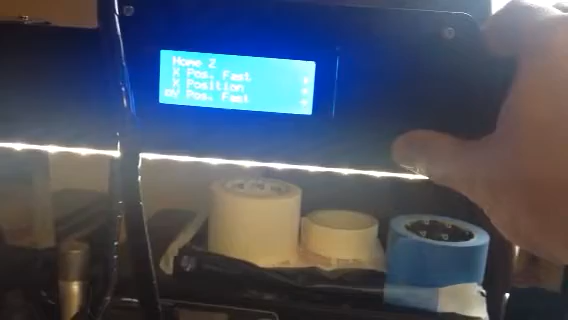 Home Z
X Pos. Fast
X Position
Y Pos. Fast